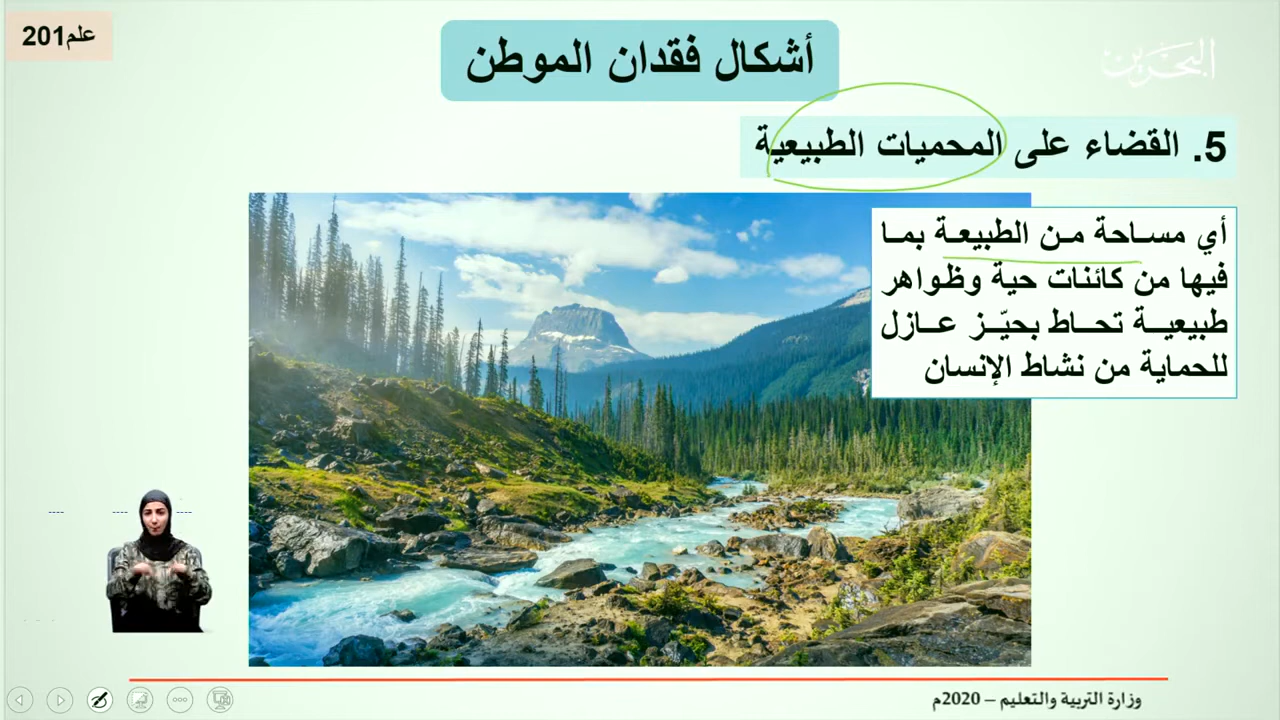 علم201
أشكال فقدان الموطن
البحرين
5. القضاء على المحميات الطبيعية
أي مساحة من الطبيعة بما
فيها من كائنات حية وظواهر
طبيعية تحاط بحيّز عازل
للحماية من نشاط الإنسان
وزارة التربية والتعليم – 2020م